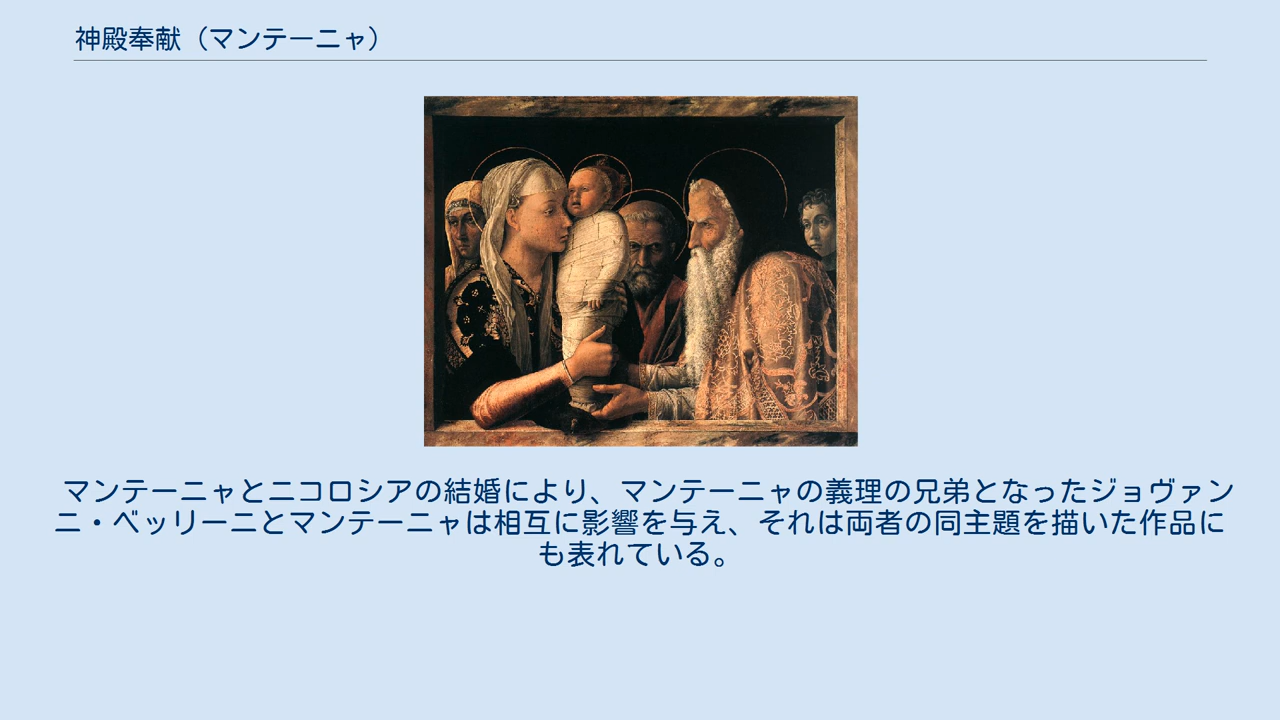 神殿奉献（マンテーニャ）
マンテーニャとニコロシアの結婚により、マンテーニャの義理の兄弟となったジョヴァン
ニ・ベッリーニとマンテーニャは相互に影響を与え、それは両者の同主題を描いた作品に
も表れている。